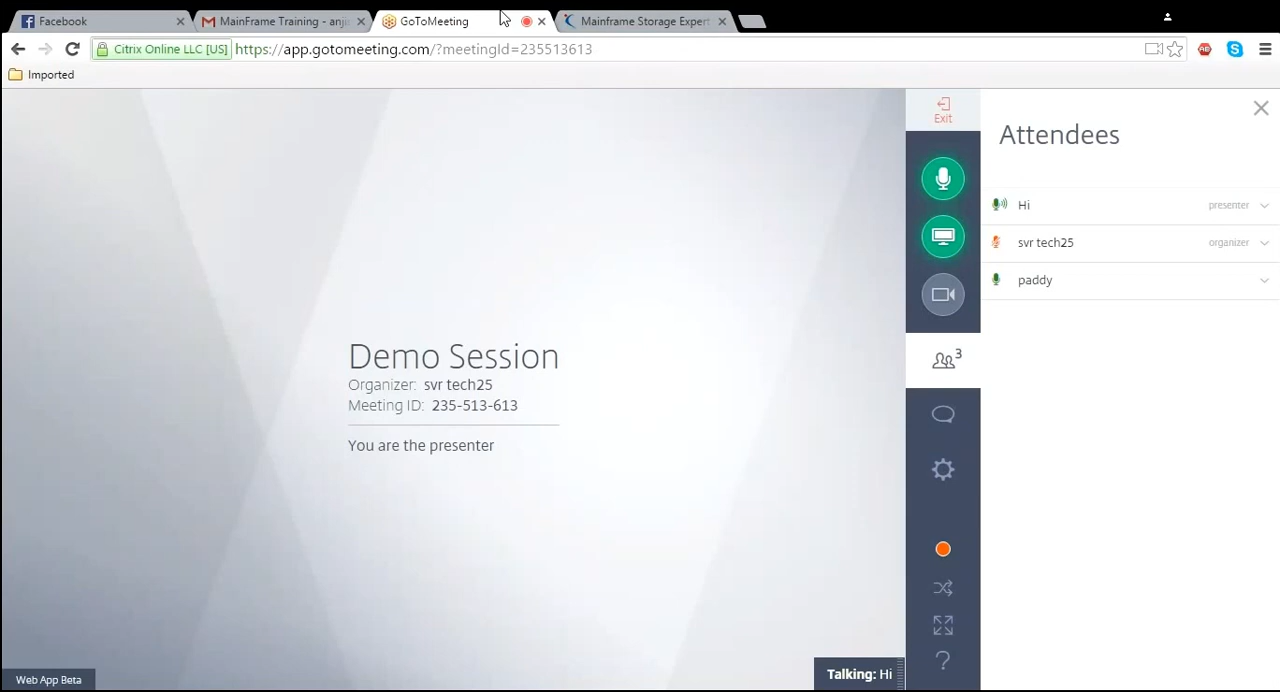 Facebook
MainFrame Training - anju
GoToMeeting
Mainframe Storage Expert
Citrix Online LLC [US]
https://app.gotomeeting.com/?meetingId=235513613
Imported
Exit
Attendees
Hi presenter
svr tech25 organizer
paddy
3
Demo Session
Organizer: svr tech25
Meeting ID: 235-513-613
You are the presenter
Web App Beta
Talking: Hi